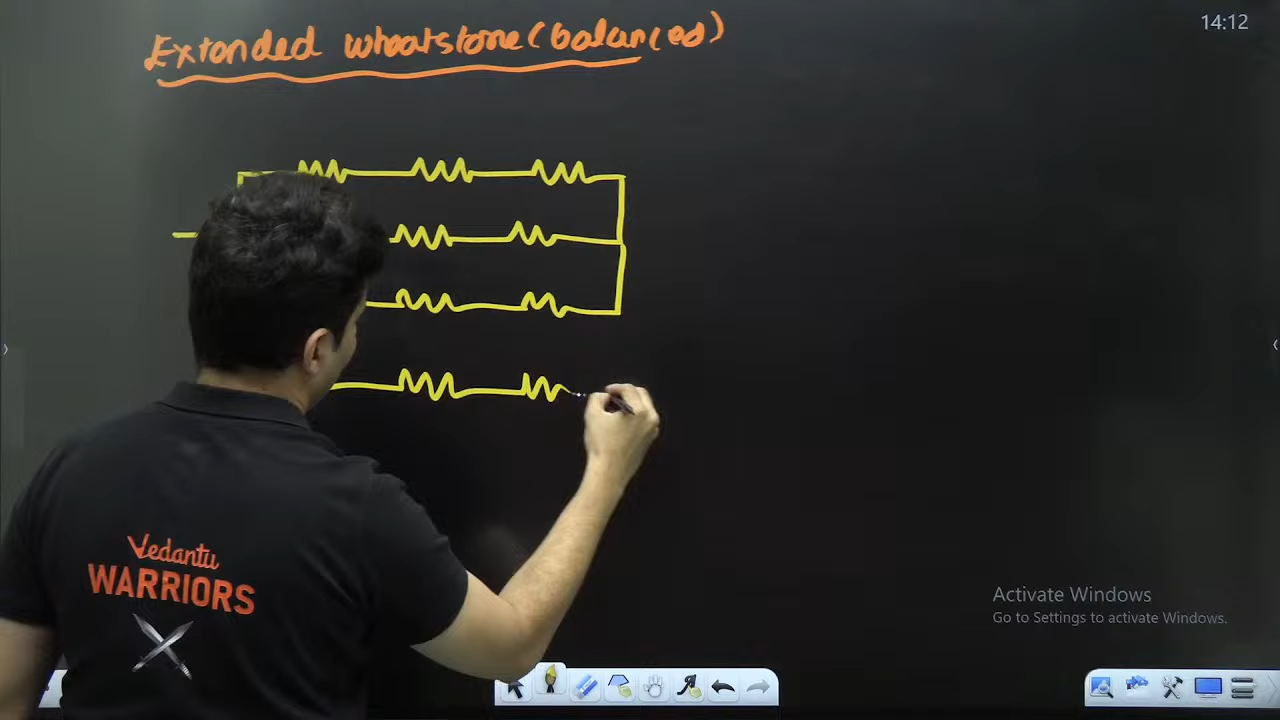 Extended wheatstone (balanced)
14:12
Vedantu
WARRIORS
Activate Windows
Go to Settings to activate Windows.